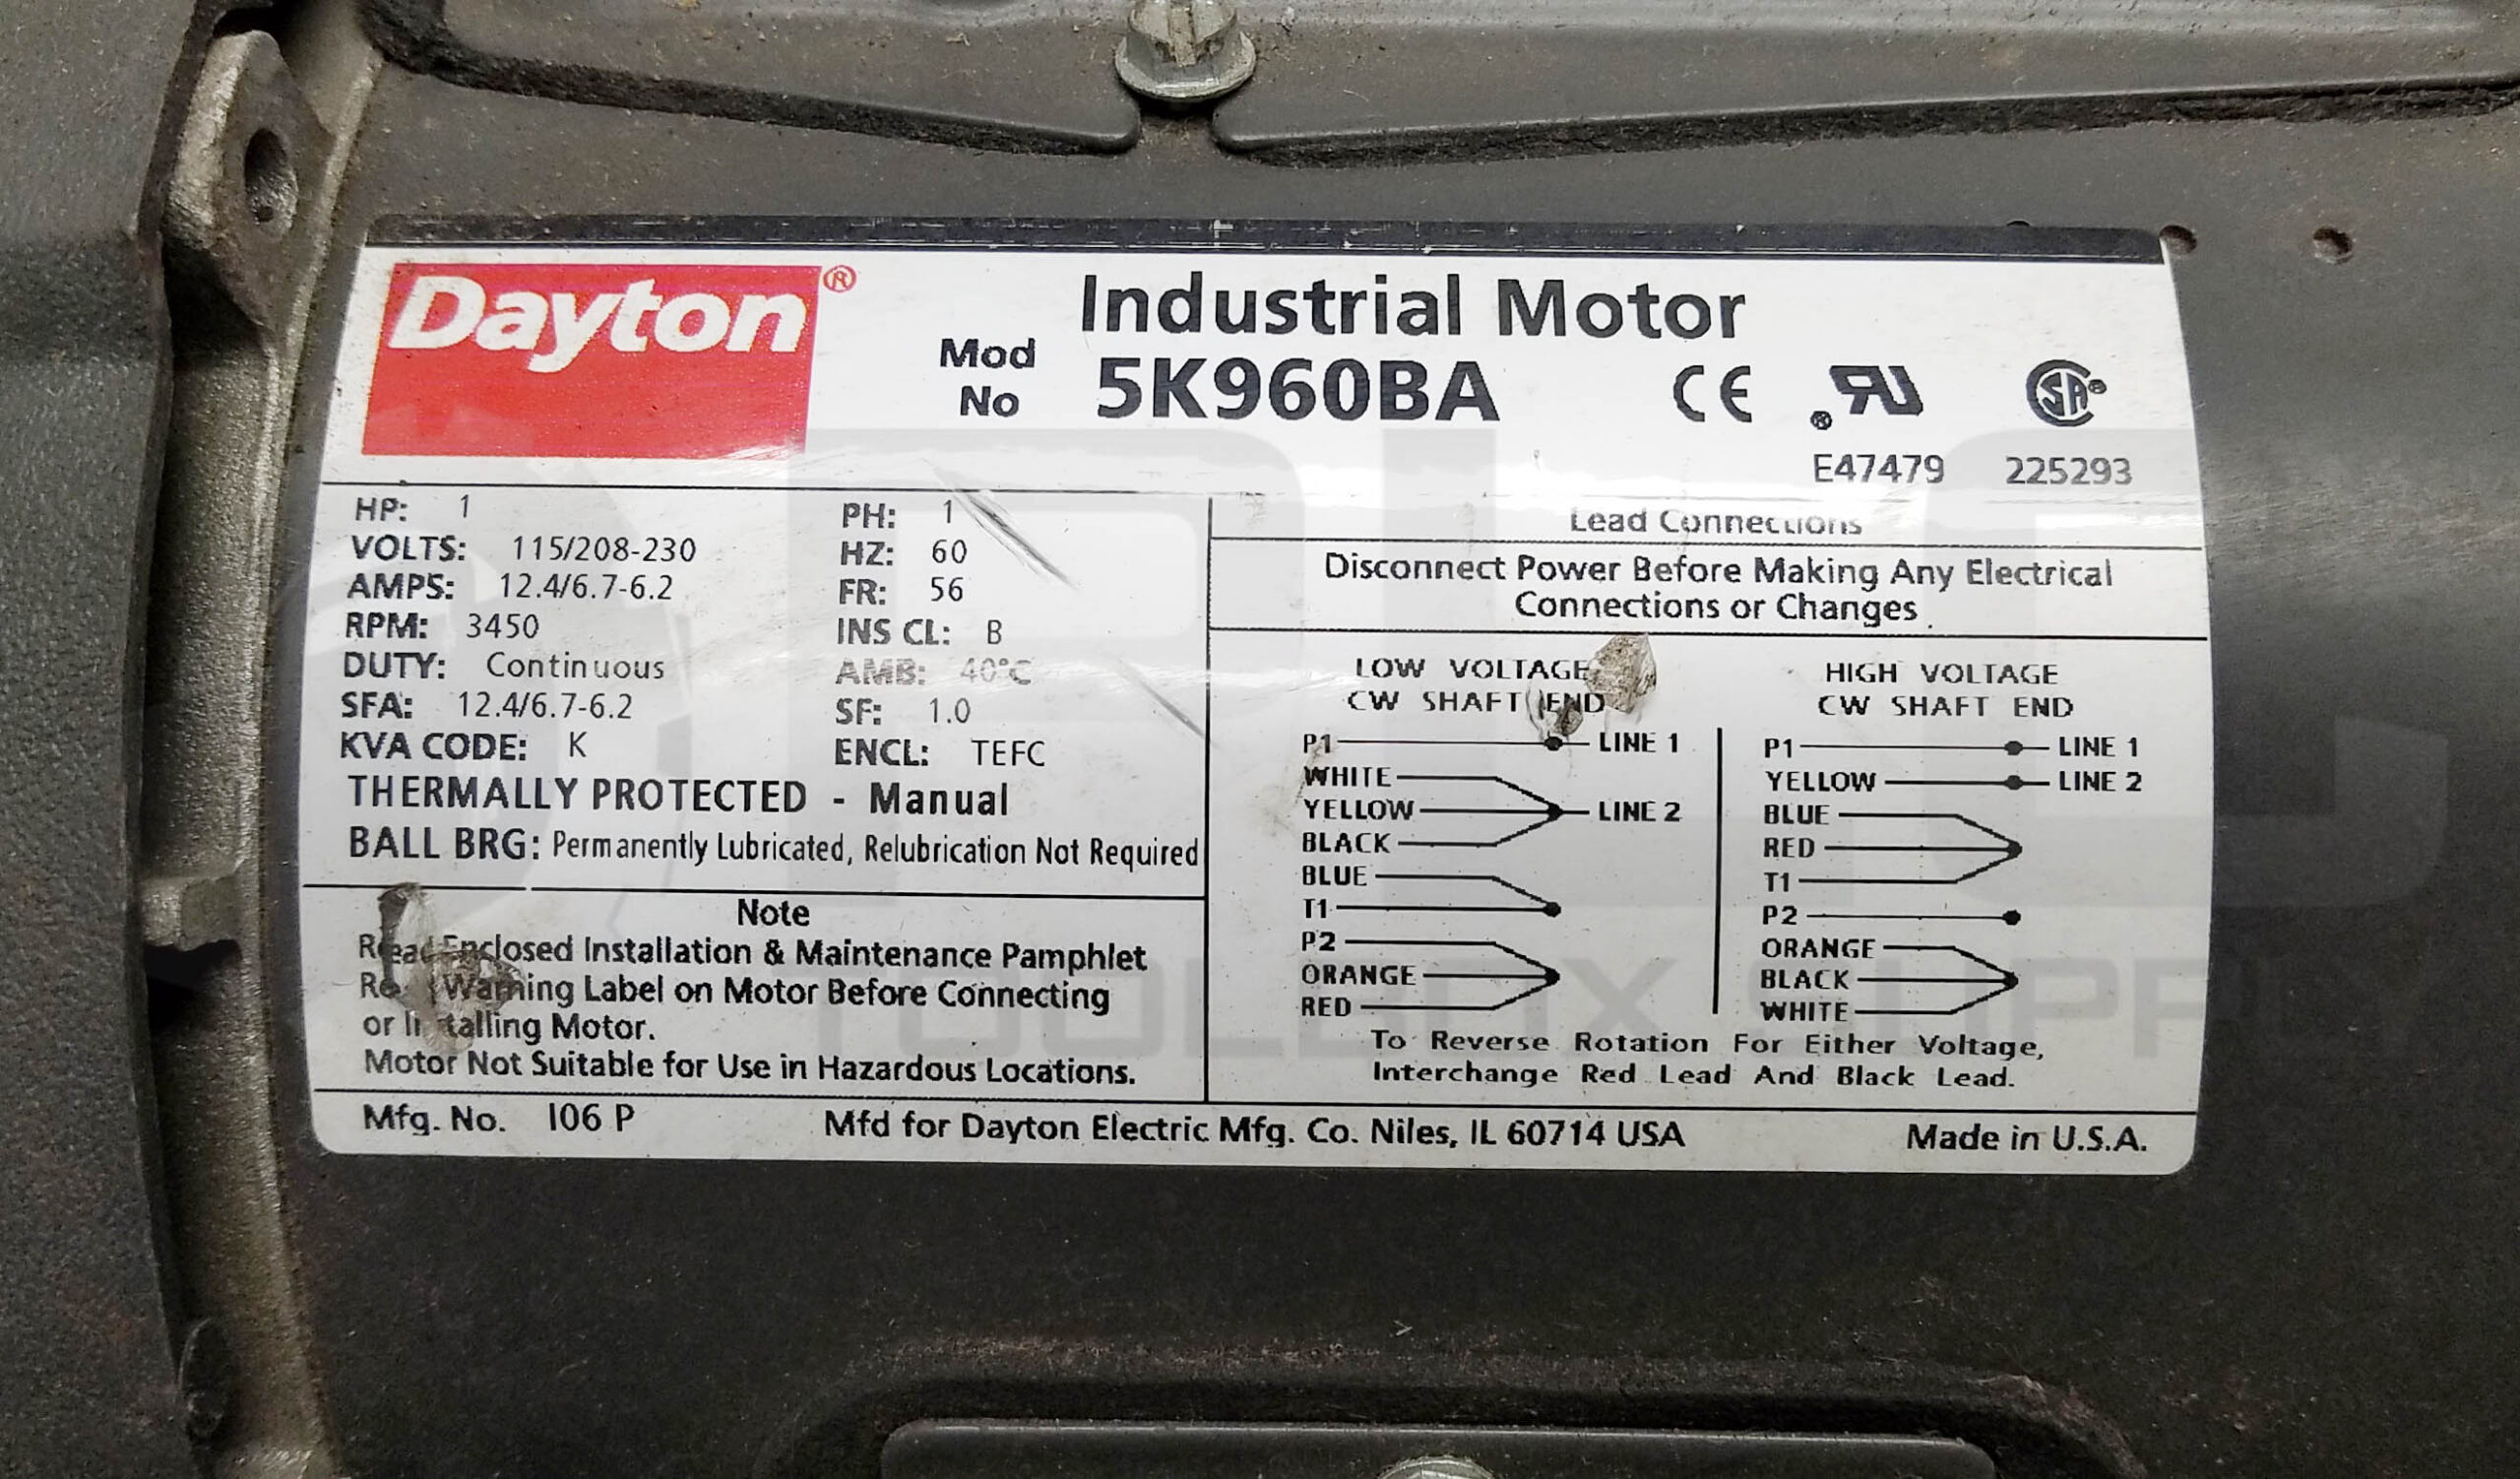 Dayton®
Industrial Motor
Mod No 5K960BA
CE
E47479 225293
HP: 1 PH: 1
VOLTS: 115/208-230 HZ: 60
AMPS: 12.4/6.7-6.2 FR: 56
RPM: 3450 INS CL: B
DUTY: Continuous AMB: 40°C
SFA: 12.4/6.7-6.2 SF: 1.0
KVA CODE: K ENCL: TEFC
THERMALLY PROTECTED - Manual
BALL BRG: Permanently Lubricated, Relubrication Not Required
Note
Read Enclosed Installation & Maintenance Pamphlet
Warning Label on Motor Before Connecting
or Installing Motor.
Motor Not Suitable for Use in Hazardous Locations.
Lead Connections
Disconnect Power Before Making Any Electrical
Connections or Changes.
LOW VOLTAGE
CW SHAFT END
P1 LINE 1
WHITE
YELLOW LINE 2
BLACK
BLUE
T1
P2
ORANGE
RED
HIGH VOLTAGE
CW SHAFT END
P1 LINE 1
YELLOW LINE 2
BLUE
RED
T1
P2
ORANGE
BLACK
WHITE
To Reverse Rotation For Either Voltage,
Interchange Red Lead And Black Lead.
Mfg. No. I06 P Mfd for Dayton Electric Mfg. Co. Niles, IL 60714 USA Made in U.S.A.